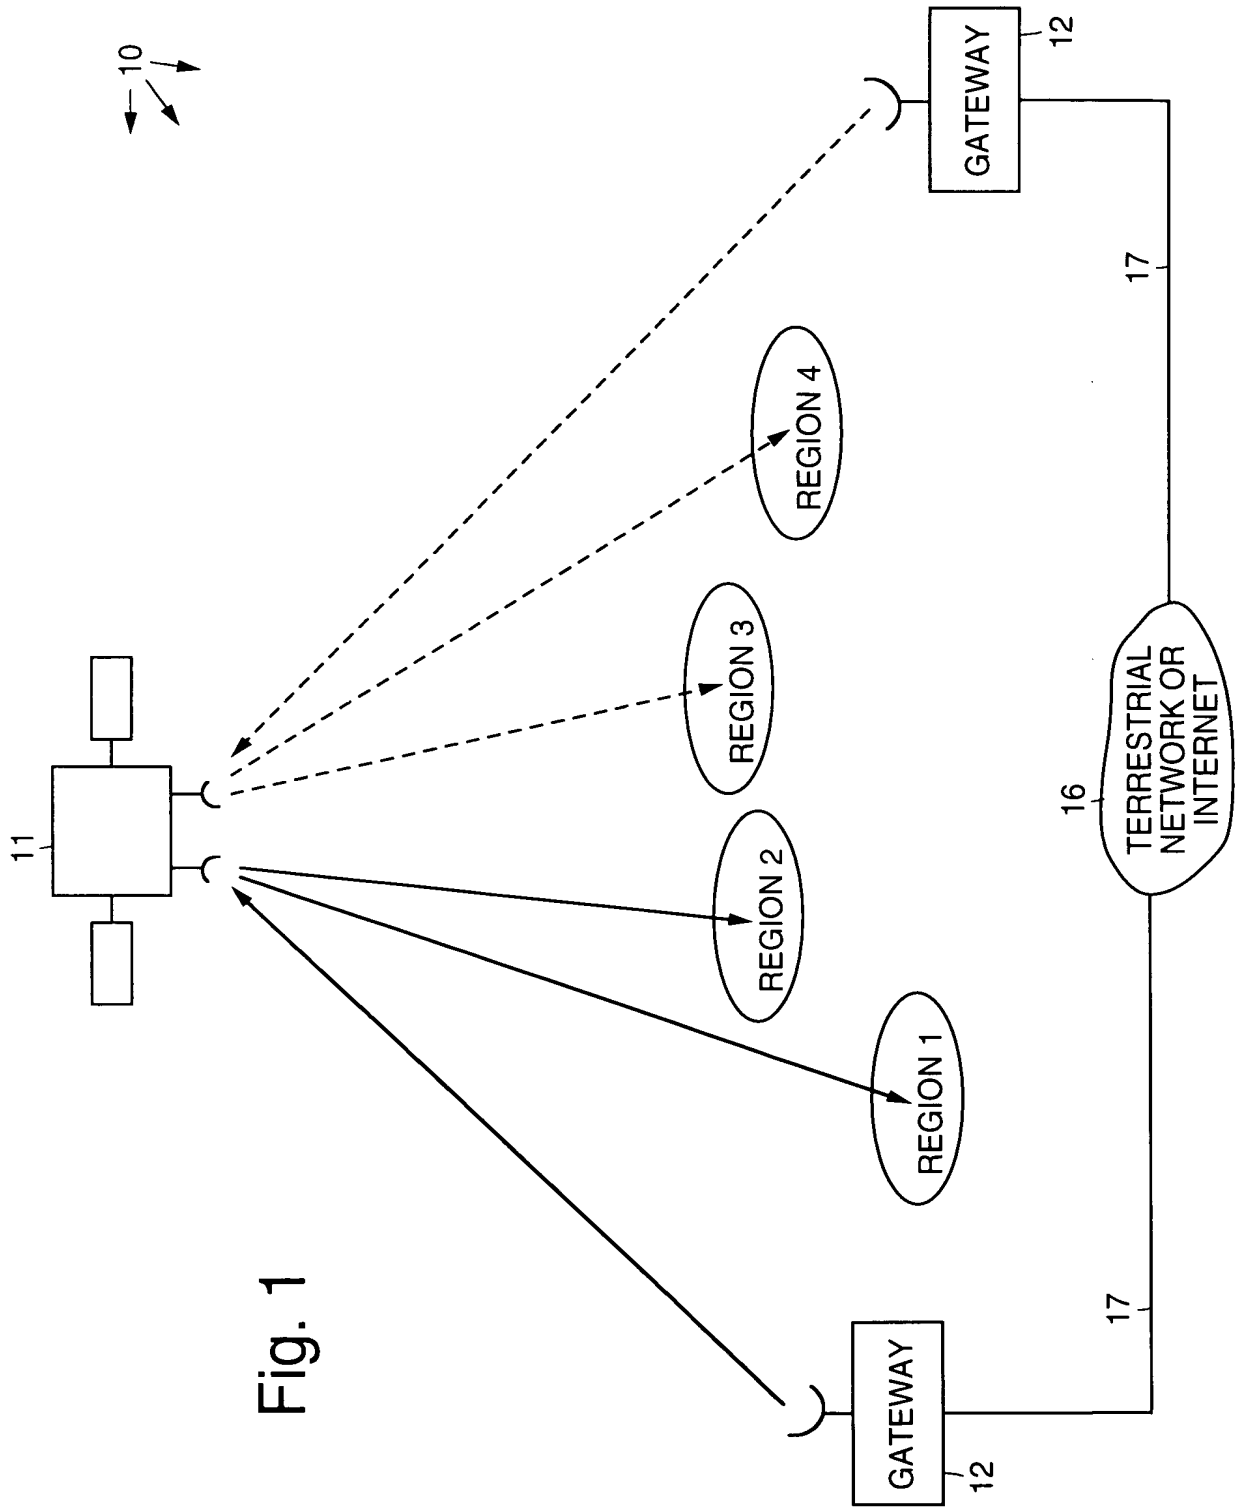 Fig. 1
10
11
REGION 1
REGION 2
REGION 3
REGION 4
GATEWAY
12
GATEWAY
12
17
17
16
TERRESTRIAL
NETWORK OR
INTERNET